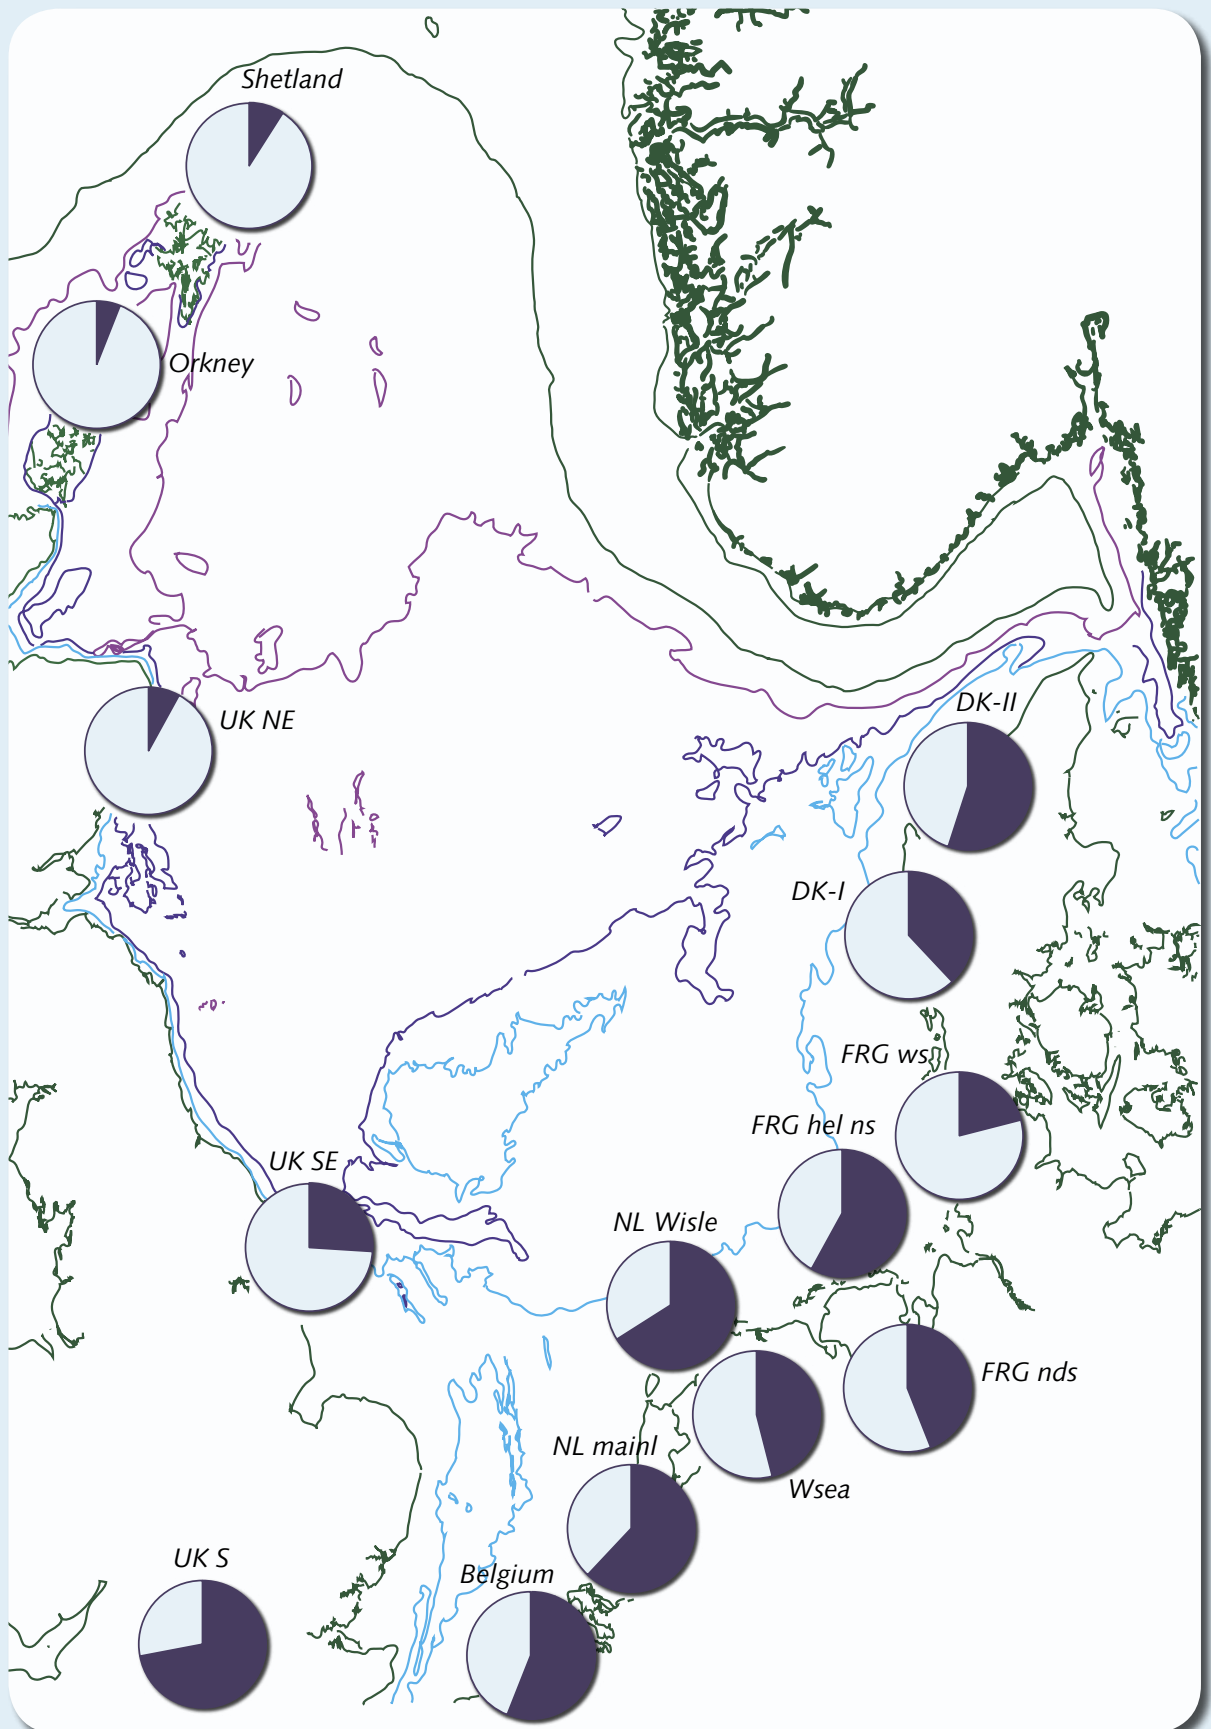 Shetland
Orkney
UK NE
DK-II
DK-I
FRG ws
FRG hel ns
UK SE
NL Wisle
FRG nds
NL mainl
Wsea
UK S
Belgium